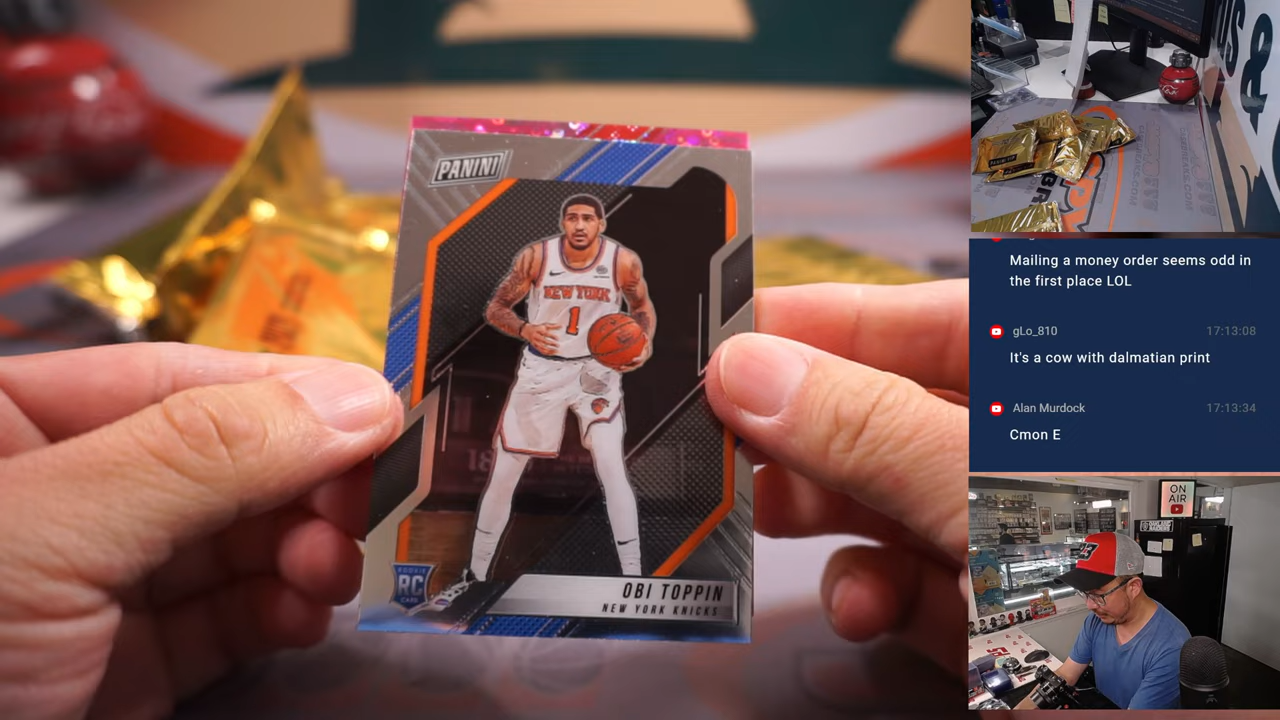 PANINI
NEW YORK
1
RC
OBI TOPPIN
NEW YORK KNICKS
US &
Mailing a money order seems odd in
the first place LOL
gLo_810
17:13:08
It's a cow with dalmatian print
Alan Murdock
17:13:34
Cmon E
ON
AIR